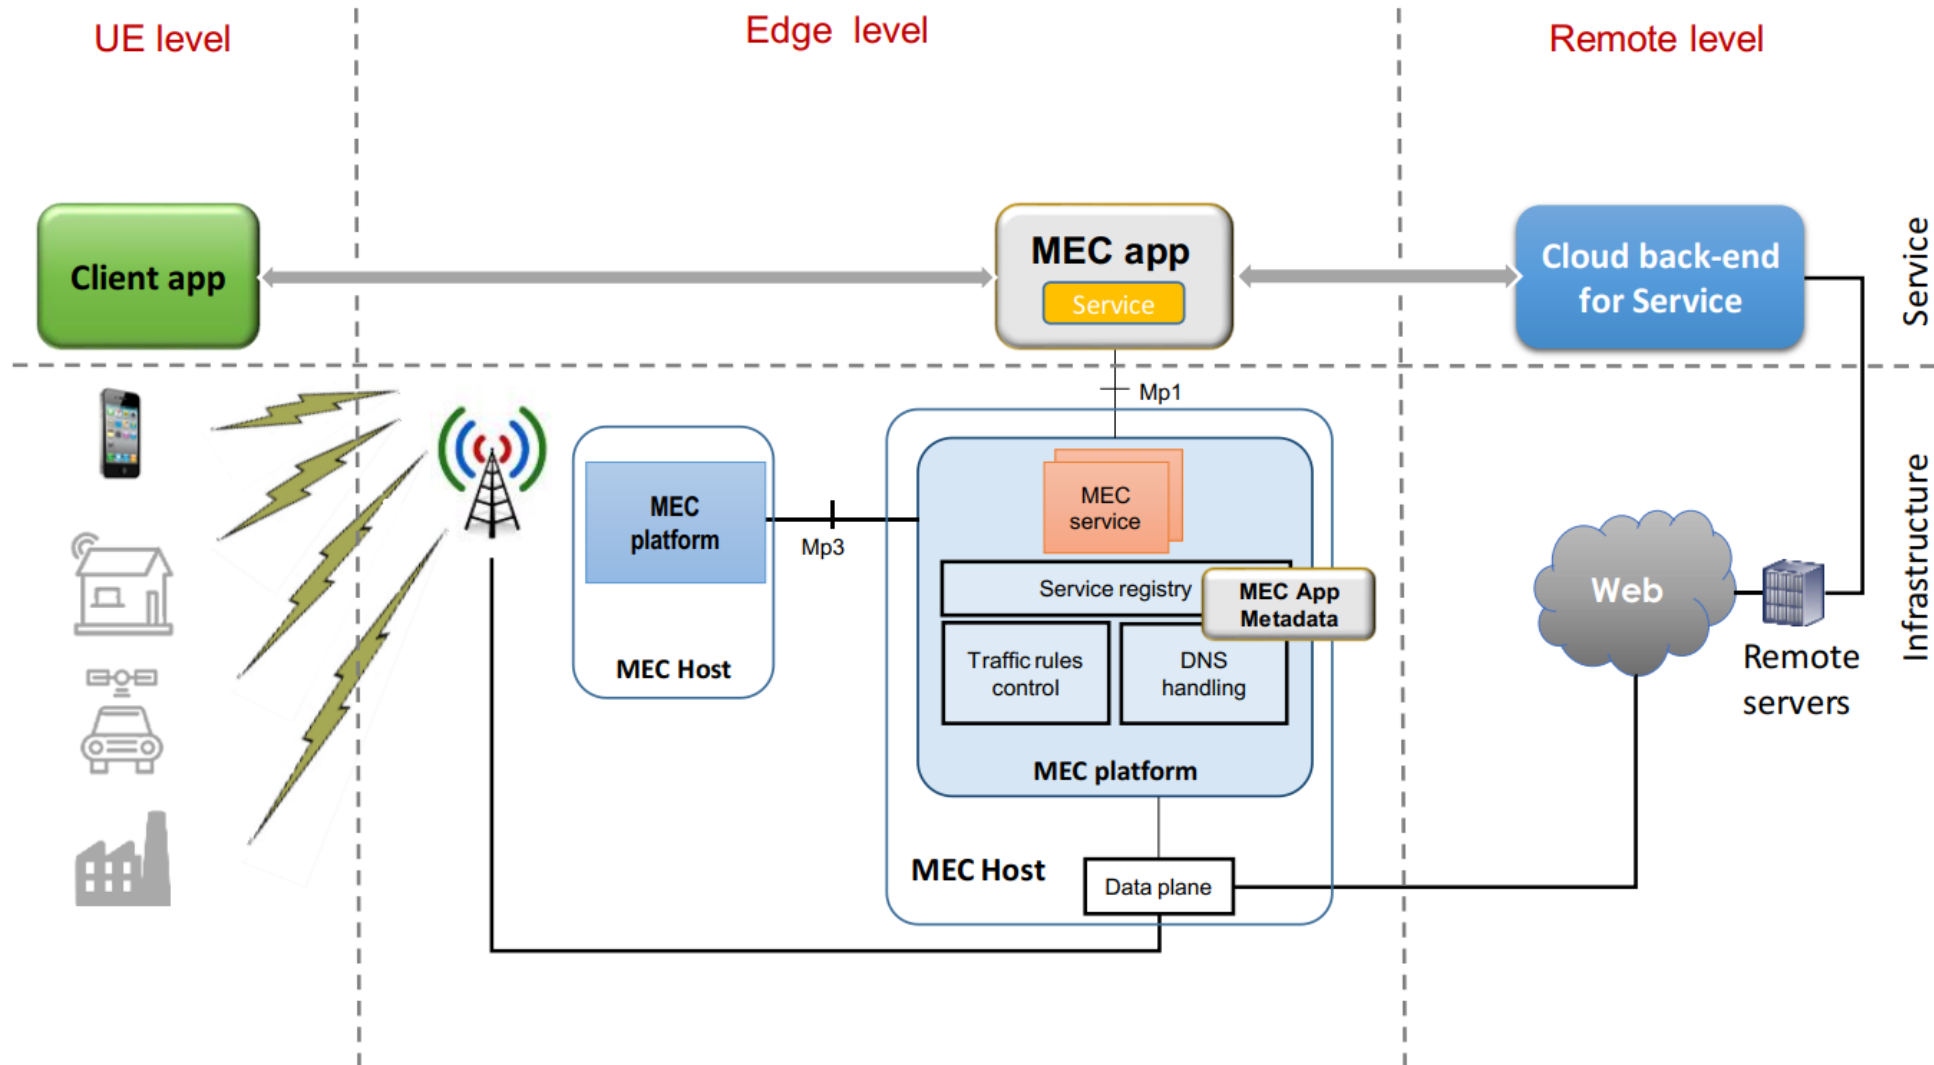 UE level
Edge level
Remote level
Client app
MEC app
Service
Cloud back-end
for Service
Service
Mp1
MEC
platform
MEC Host
Mp3
MEC
service
Service registry
MEC App
Metadata
Traffic rules
control
DNS
handling
MEC platform
MEC Host
Data plane
Web
Remote
servers
Infrastructure